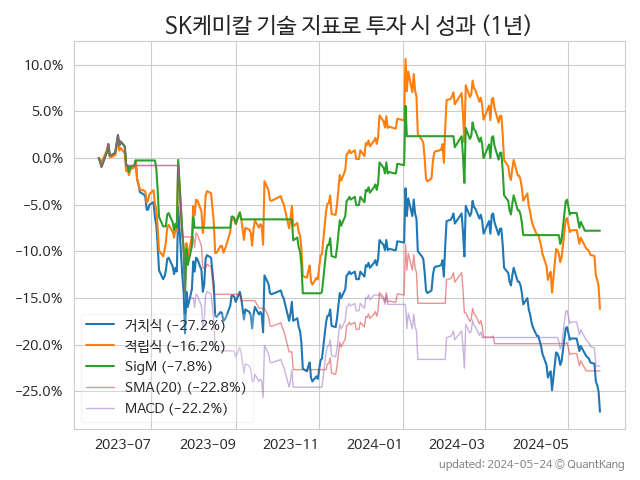 SK케미칼 기술 지표로 투자 시 성과 (1년)
10.0%
5.0%
0.0%
−5.0%
−10.0%
−15.0%
−20.0%
−25.0%
거치식 (−27.2%)
적립식 (−16.2%)
SigM (−7.8%)
SMA(20) (−22.8%)
MACD (−22.2%)
2023−07
2023−09
2023−11
2024−01
2024−03
2024−05
updated: 2024-05-24 © QuantKang